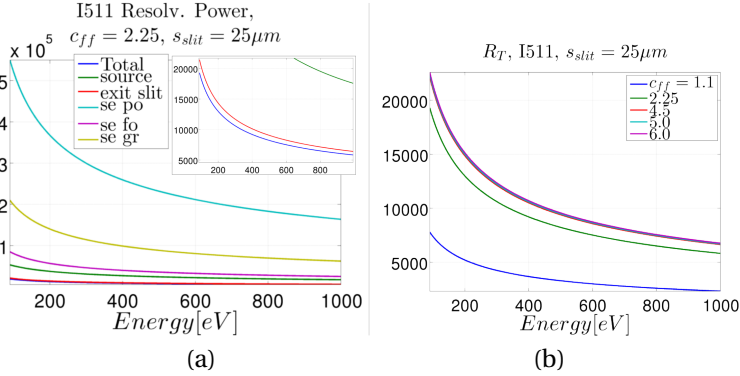 I511 Resolv. Power,
c_ff = 2.25, s_slit = 25μm
x 10^5
5
4
3
2
1
Total
source
exit slit
se po
se fo
se gr
20000
15000
10000
5000
200 400 600 800
200 400 600 800 1000
Energy[eV]
(a)
R_T, I511, s_slit = 25μm
c_ff = 1.1
2.25
4.5
5.0
6.0
20000
15000
10000
5000
200 400 600 800 1000
Energy[eV]
(b)